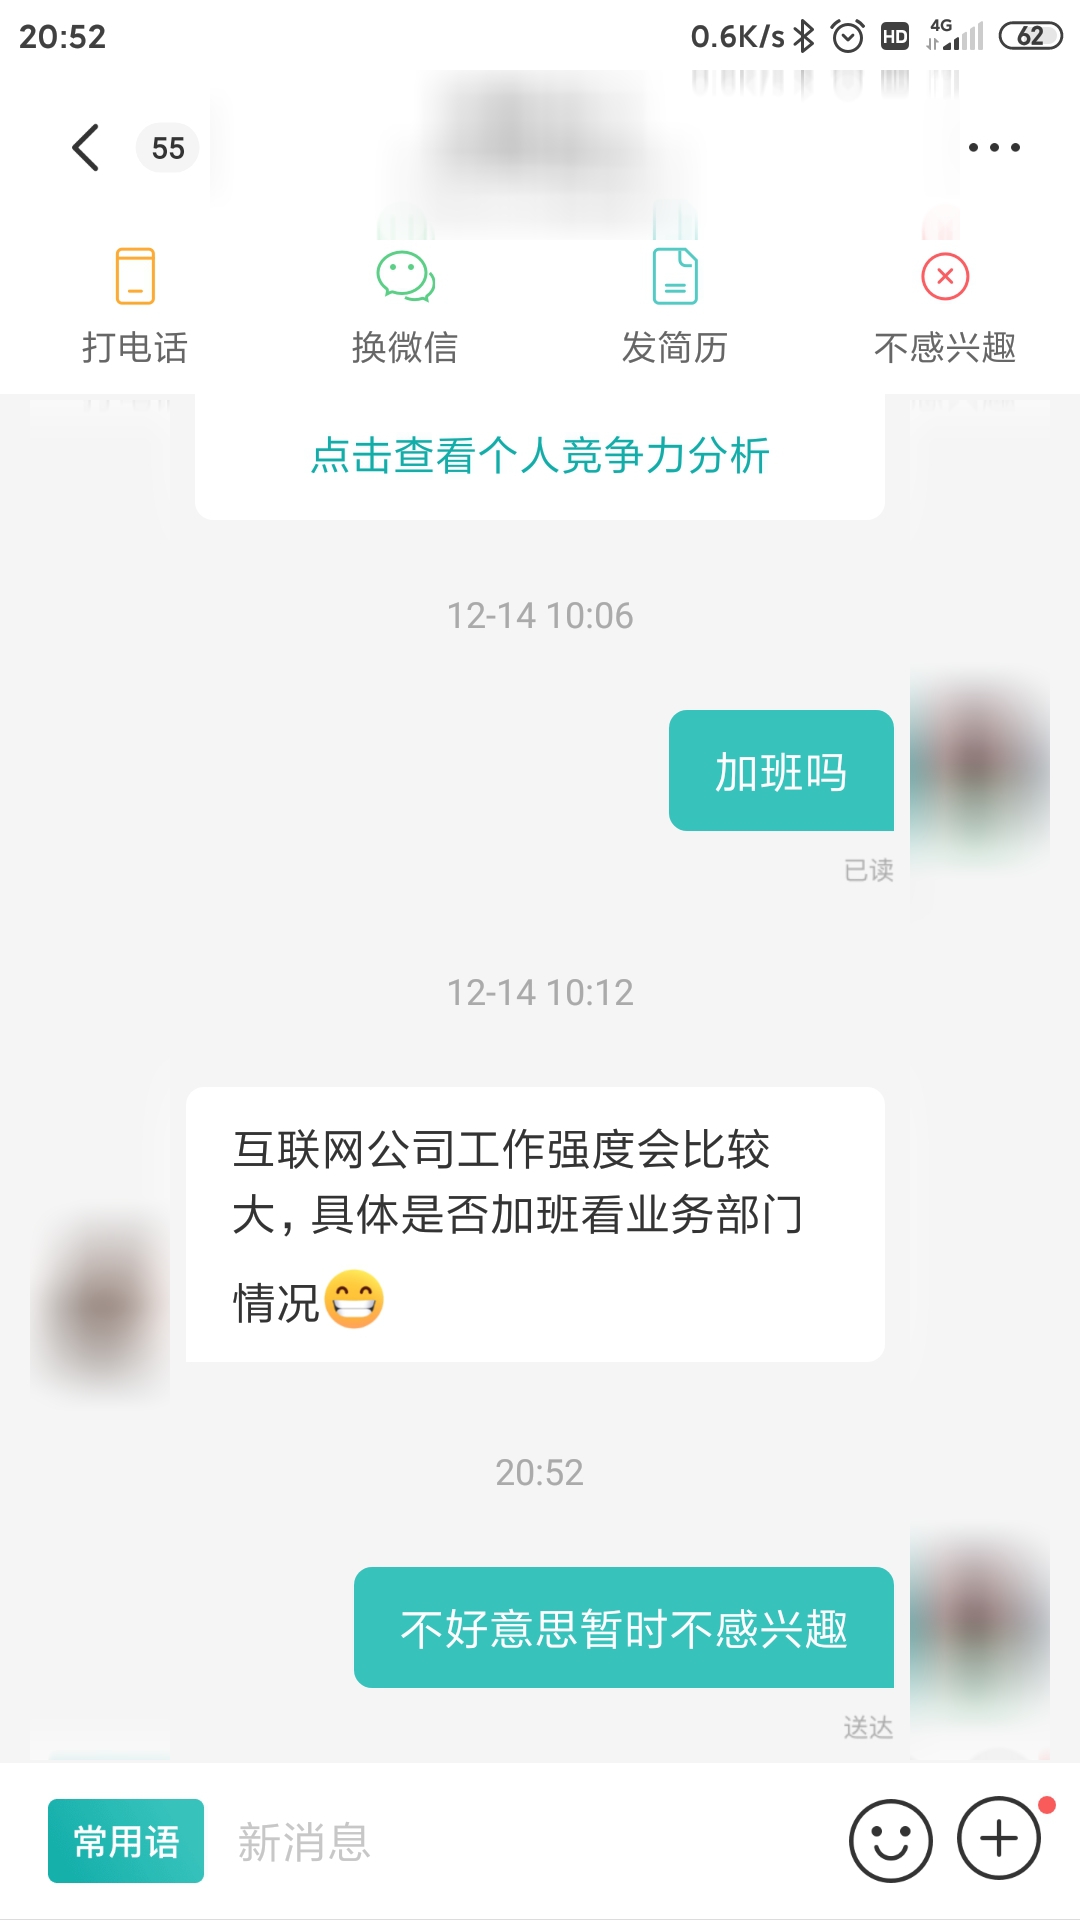 20:52
0.6K/s HD 4G 62
55
打电话 换微信 发简历 不感兴趣
点击查看个人竞争力分析
12-14 10:06
加班吗
已读
12-14 10:12
互联网公司工作强度会比较
大,具体是否加班看业务部门
情况😁
20:52
不好意思暂时不感兴趣
送达
常用语 新消息